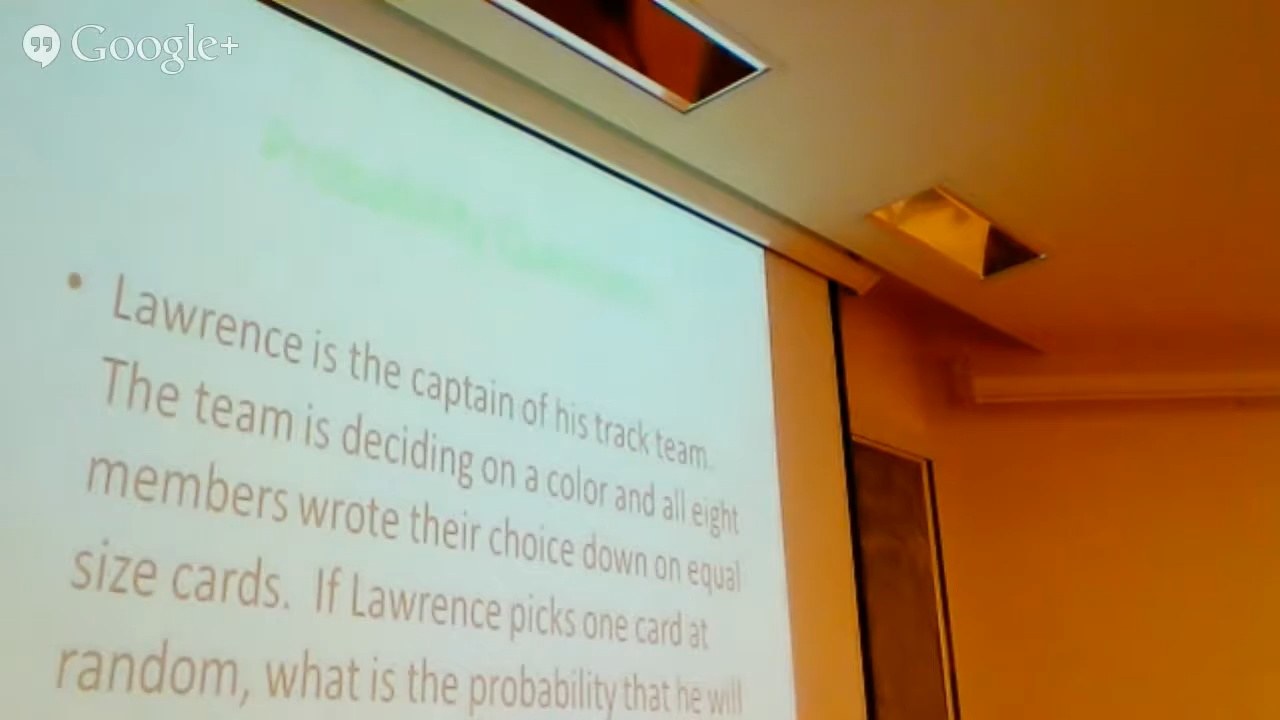 Google+
Probability
Lawrence is the captain of his track team.
The team is deciding on a color and all eight
members wrote their choice down on equal
size cards. If Lawrence picks one card at
random, what is the probability that he will